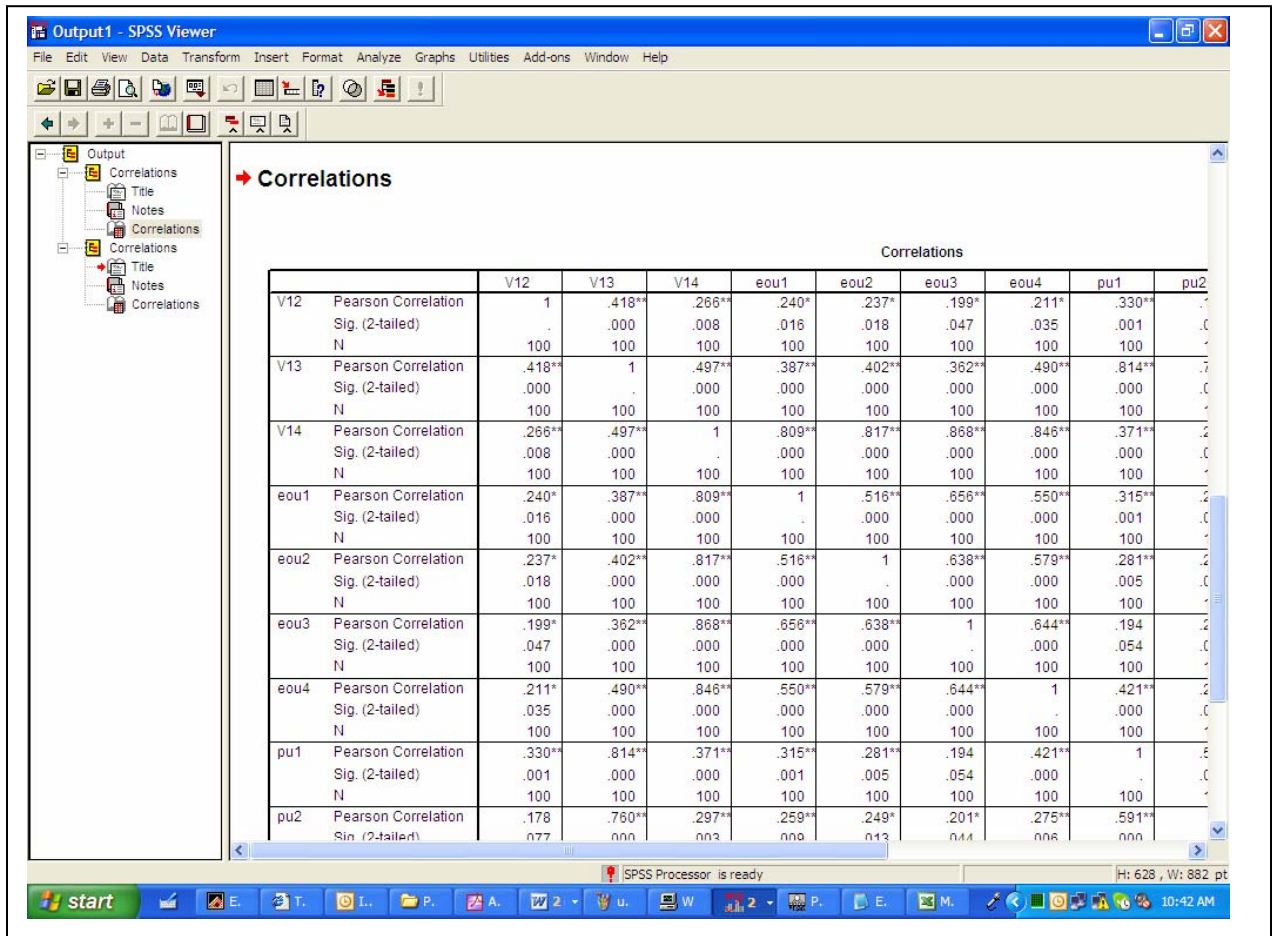 Output1 - SPSS Viewer
File Edit View Data Transform Insert Format Analyze Graphs Utilities Add-ons Window Help
Output
Correlations
Title
Notes
Correlations
Correlations
Title
Notes
Correlations
Correlations
Correlations
V12 V13 V14 eou1 eou2 eou3 eou4 pu1 pu2
V12 Pearson Correlation 1 .418** .266** .240* .237* .199* .211* .330**
Sig. (2-tailed) . .000 .008 .016 .018 .047 .035 .001
N 100 100 100 100 100 100 100 100
V13 Pearson Correlation .418** 1 .497** .387** .402** .362** .490** .814**
Sig. (2-tailed) .000 . .000 .000 .000 .000 .000 .000
N 100 100 100 100 100 100 100 100
V14 Pearson Correlation .266** .497** 1 .809** .817** .868** .846** .371**
Sig. (2-tailed) .008 .000 . .000 .000 .000 .000 .000
N 100 100 100 100 100 100 100 100
eou1 Pearson Correlation .240* .387** .809** 1 .516** .656** .550** .315**
Sig. (2-tailed) .016 .000 .000 . .000 .000 .000 .001
N 100 100 100 100 100 100 100 100
eou2 Pearson Correlation .237* .402** .817** .516** 1 .638** .579** .281**
Sig. (2-tailed) .018 .000 .000 .000 . .000 .000 .005
N 100 100 100 100 100 100 100 100
eou3 Pearson Correlation .199* .362** .868** .656** .638** 1 .644** .194
Sig. (2-tailed) .047 .000 .000 .000 .000 . .000 .054
N 100 100 100 100 100 100 100 100
eou4 Pearson Correlation .211* .490** .846** .550** .579** .644** 1 .421**
Sig. (2-tailed) .035 .000 .000 .000 .000 .000 . .000
N 100 100 100 100 100 100 100 100
pu1 Pearson Correlation .330** .814** .371** .315** .281** .194 .421** 1
Sig. (2-tailed) .001 .000 .000 .001 .005 .054 .000 .
N 100 100 100 100 100 100 100 100
pu2 Pearson Correlation .178 .760** .297** .259** .249* .201* .275** .591**
Sig. (2-tailed) .077 .000 .003 .009 .013 .044 .006 .000
SPSS Processor is ready H: 628 , W: 882 pt
start E. T. I.. P. A. 2 u. W 2 P. E. M. 10:42 AM